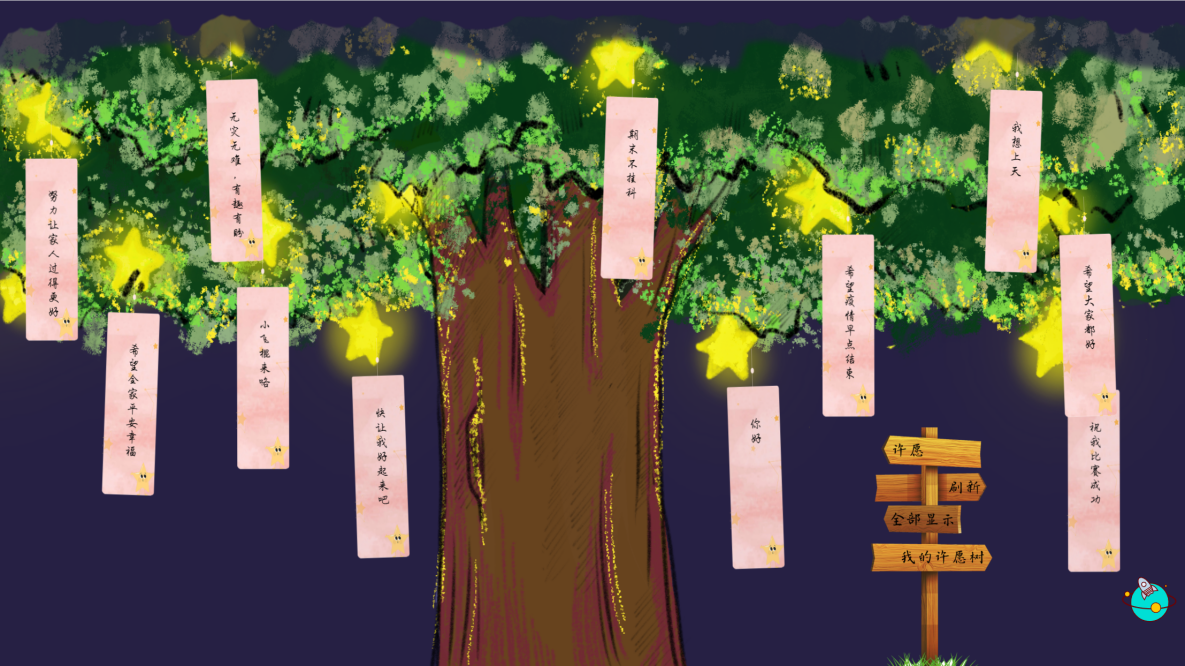 努力让家人过得更好
希望全家平安幸福
无灾无难，有趣有盼
小飞棍来咯
快让我好起来吧
期末不挂科
你好
希望疫情早点结束
我想上天
希望大家都好
祝我比赛成功
许愿
刷新
全部显示
我的许愿树